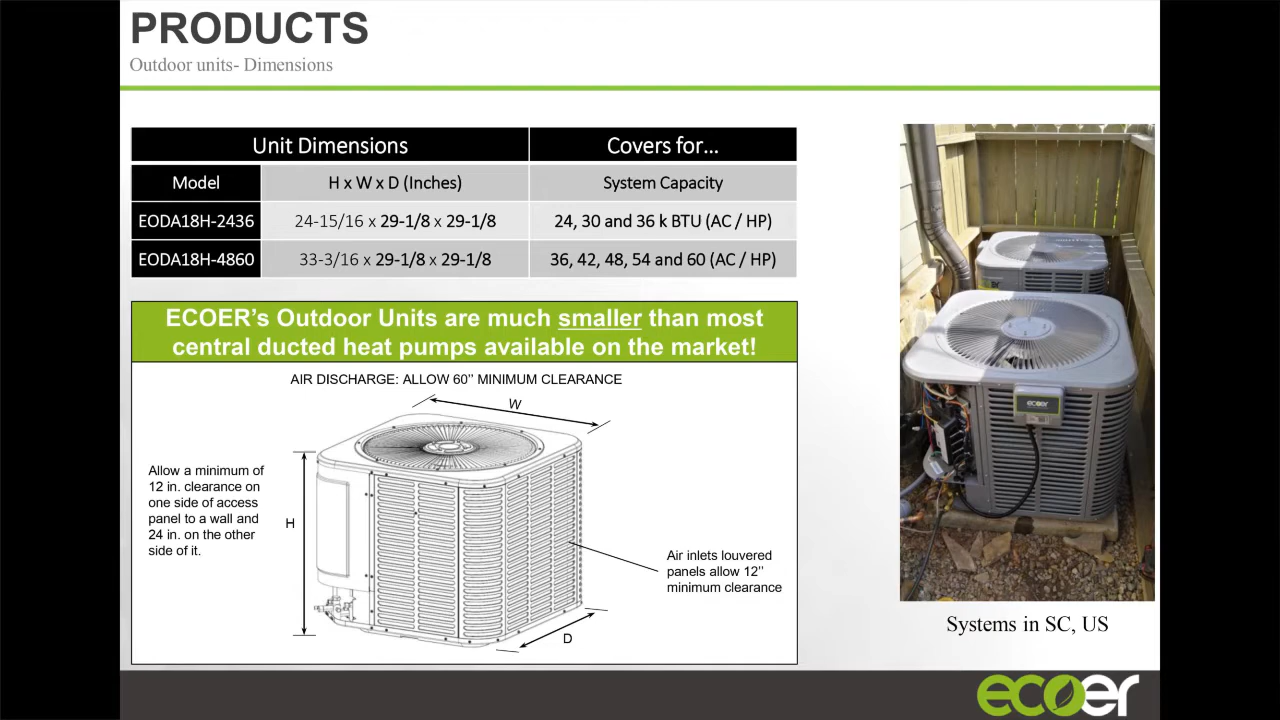 PRODUCTS
Outdoor units- Dimensions
Unit Dimensions Covers for...
Model H x W x D (Inches) System Capacity
EODA18H-2436 24-15/16 x 29-1/8 x 29-1/8 24, 30 and 36 k BTU (AC / HP)
EODA18H-4860 33-3/16 x 29-1/8 x 29-1/8 36, 42, 48, 54 and 60 (AC / HP)
ECOER’s Outdoor Units are much smaller than most
central ducted heat pumps available on the market!
AIR DISCHARGE: ALLOW 60" MINIMUM CLEARANCE
W
Allow a minimum of
12 in. clearance on
one side of access
panel to a wall and
24 in. on the other
side of it.
H
Air inlets louvered
panels allow 12"
minimum clearance
D
ecoer
ecoer
Systems in SC, US
ecoer